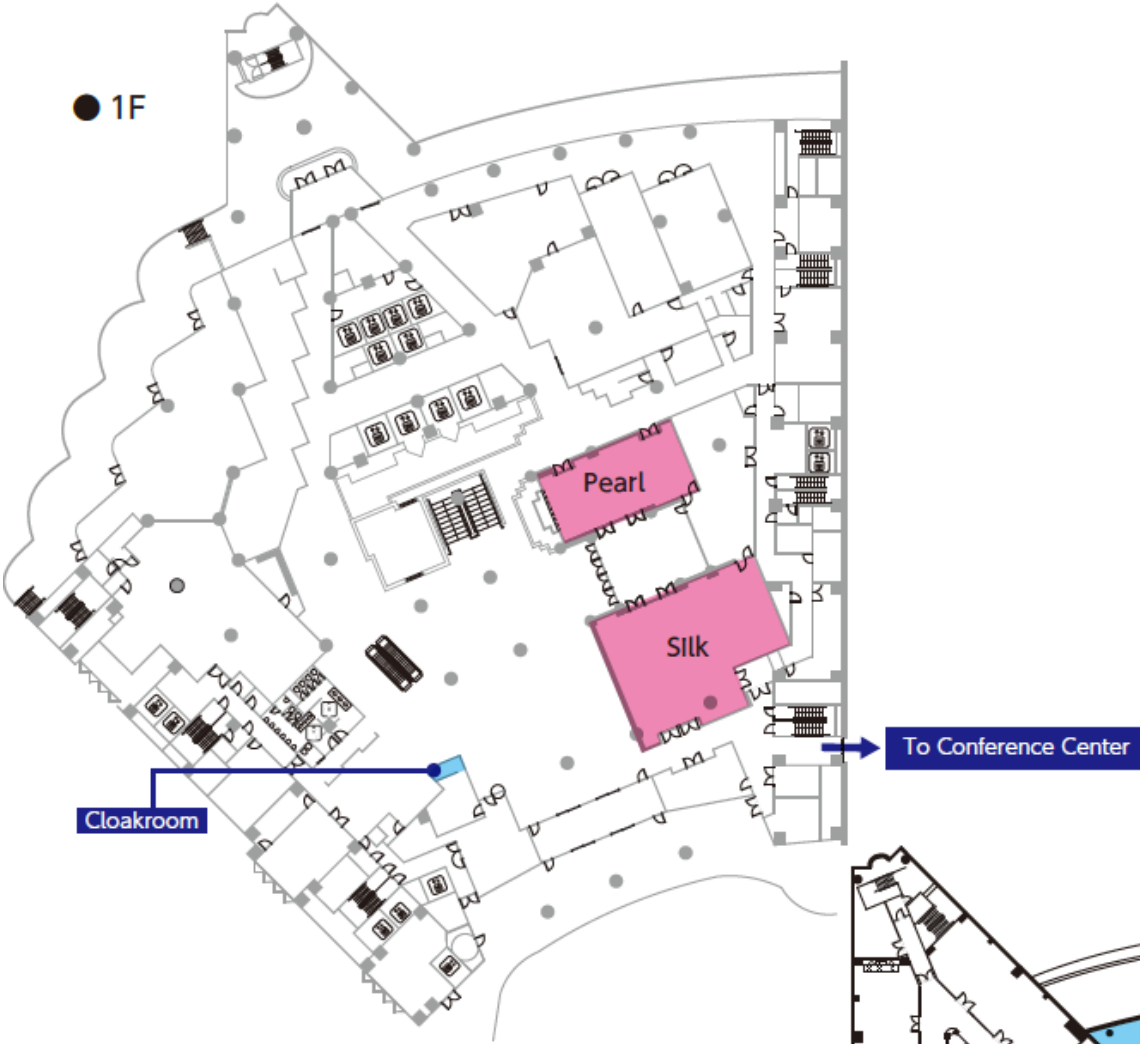 ● 1F
Pearl
SIlk
To Conference Center
Cloakroom